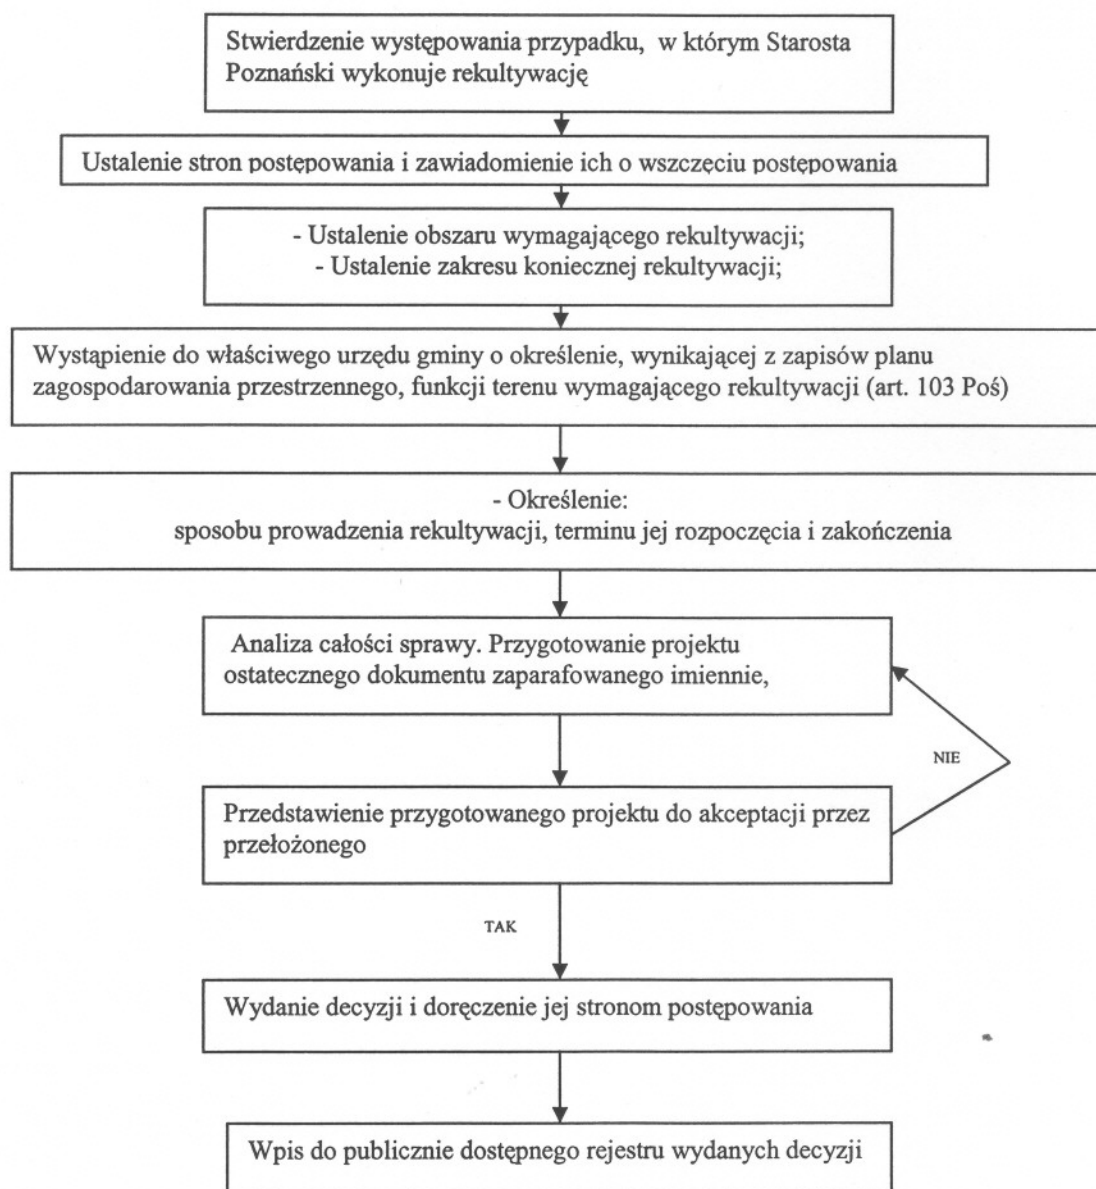 Stwierdzenie występowania przypadku, w którym Starosta
Poznański wykonuje rekultywację
Ustalenie stron postępowania i zawiadomienie ich o wszczęciu postępowania
- Ustalenie obszaru wymagającego rekultywacji;
- Ustalenie zakresu koniecznej rekultywacji;
Wystąpienie do właściwego urzędu gminy o określenie, wynikającej z zapisów planu
zagospodarowania przestrzennego, funkcji terenu wymagającego rekultywacji (art. 103 Poś)
- Określenie:
sposobu prowadzenia rekultywacji, terminu jej rozpoczęcia i zakończenia
Analiza całości sprawy. Przygotowanie projektu
ostatecznego dokumentu zaparafowanego imiennie,
NIE
Przedstawienie przygotowanego projektu do akceptacji przez
przełożonego
TAK
Wydanie decyzji i doręczenie jej stronom postępowania
Wpis do publicznie dostępnego rejestru wydanych decyzji